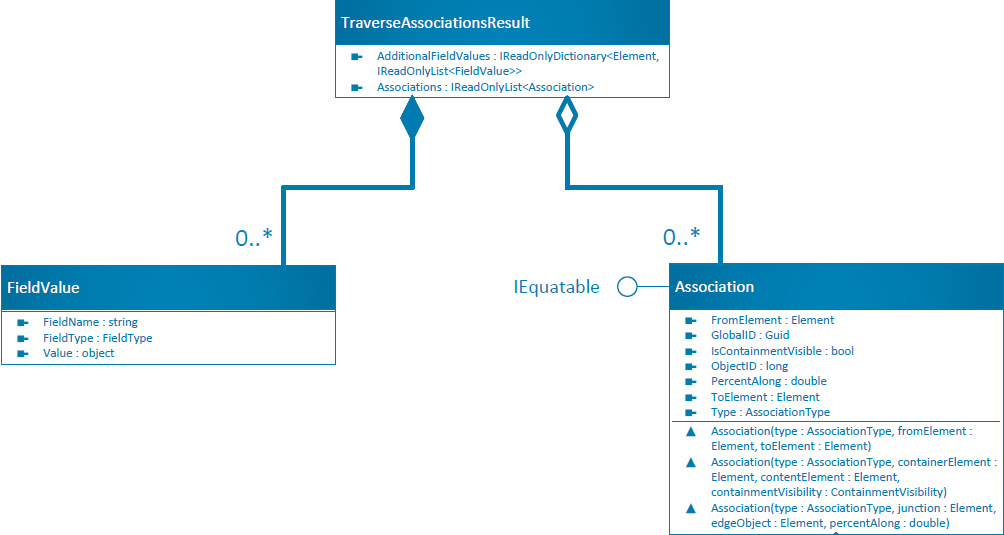 TraverseAssociationsResult
AdditionalFieldValues : IReadOnlyDictionary<Element,
IReadOnlyList<FieldValue>>
Associations : IReadOnlyList<Association>
0..*
0..*
FieldValue
FieldName : string
FieldType : FieldType
Value : object
IEquatable
Association
FromElement : Element
GlobalID : Guid
IsContainmentVisible : bool
ObjectID : long
PercentAlong : double
ToElement : Element
Type : AssociationType
Association(type : AssociationType, fromElement :
Element, toElement : Element)
Association(type : AssociationType, containerElement :
Element, contentElement : Element,
containmentVisibility : ContainmentVisibility)
Association(type : AssociationType, junction : Element,
edgeObject : Element, percentAlong : double)